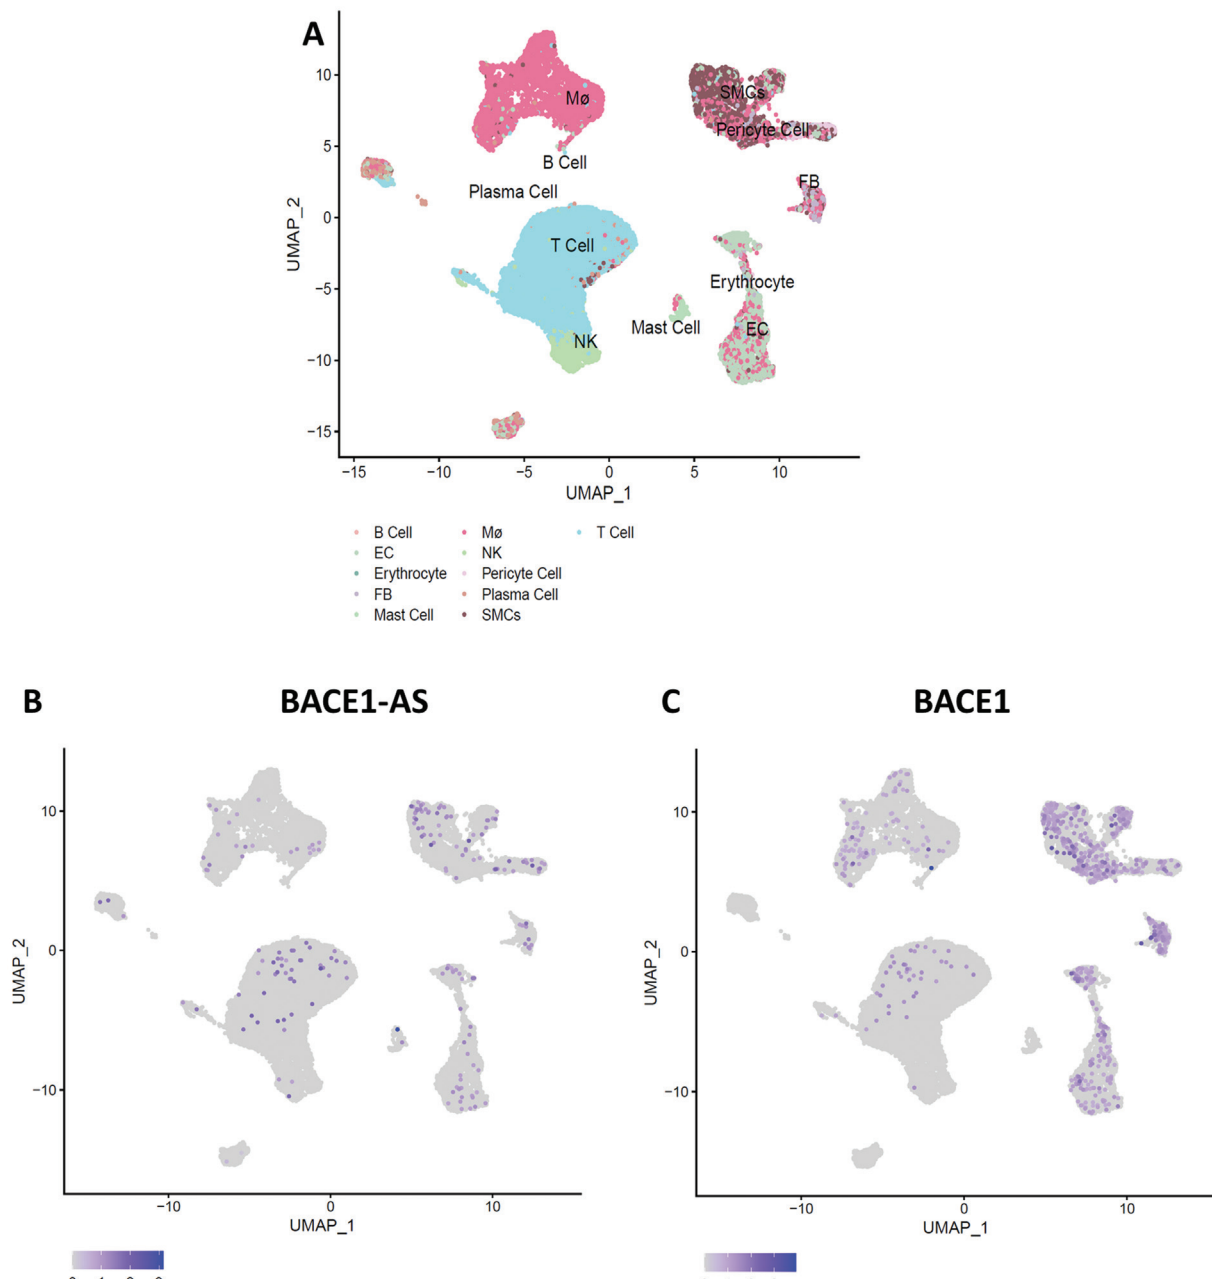 A
UMAP_2
10
5
0
−5
−10
−15
Mø
B Cell
Plasma Cell
T Cell
NK
SMCs
Pericyte Cell
FB
Erythrocyte
Mast Cell
EC
−15 −10 −5 0 5 10
UMAP_1
B Cell Mø T Cell
EC NK
Erythrocyte Pericyte Cell
FB Plasma Cell
Mast Cell SMCs
B BACE1-AS
UMAP_2
10
0
−10
−10 0 10
UMAP_1
C BACE1
UMAP_2
10
0
−10
−10 0 10
UMAP_1